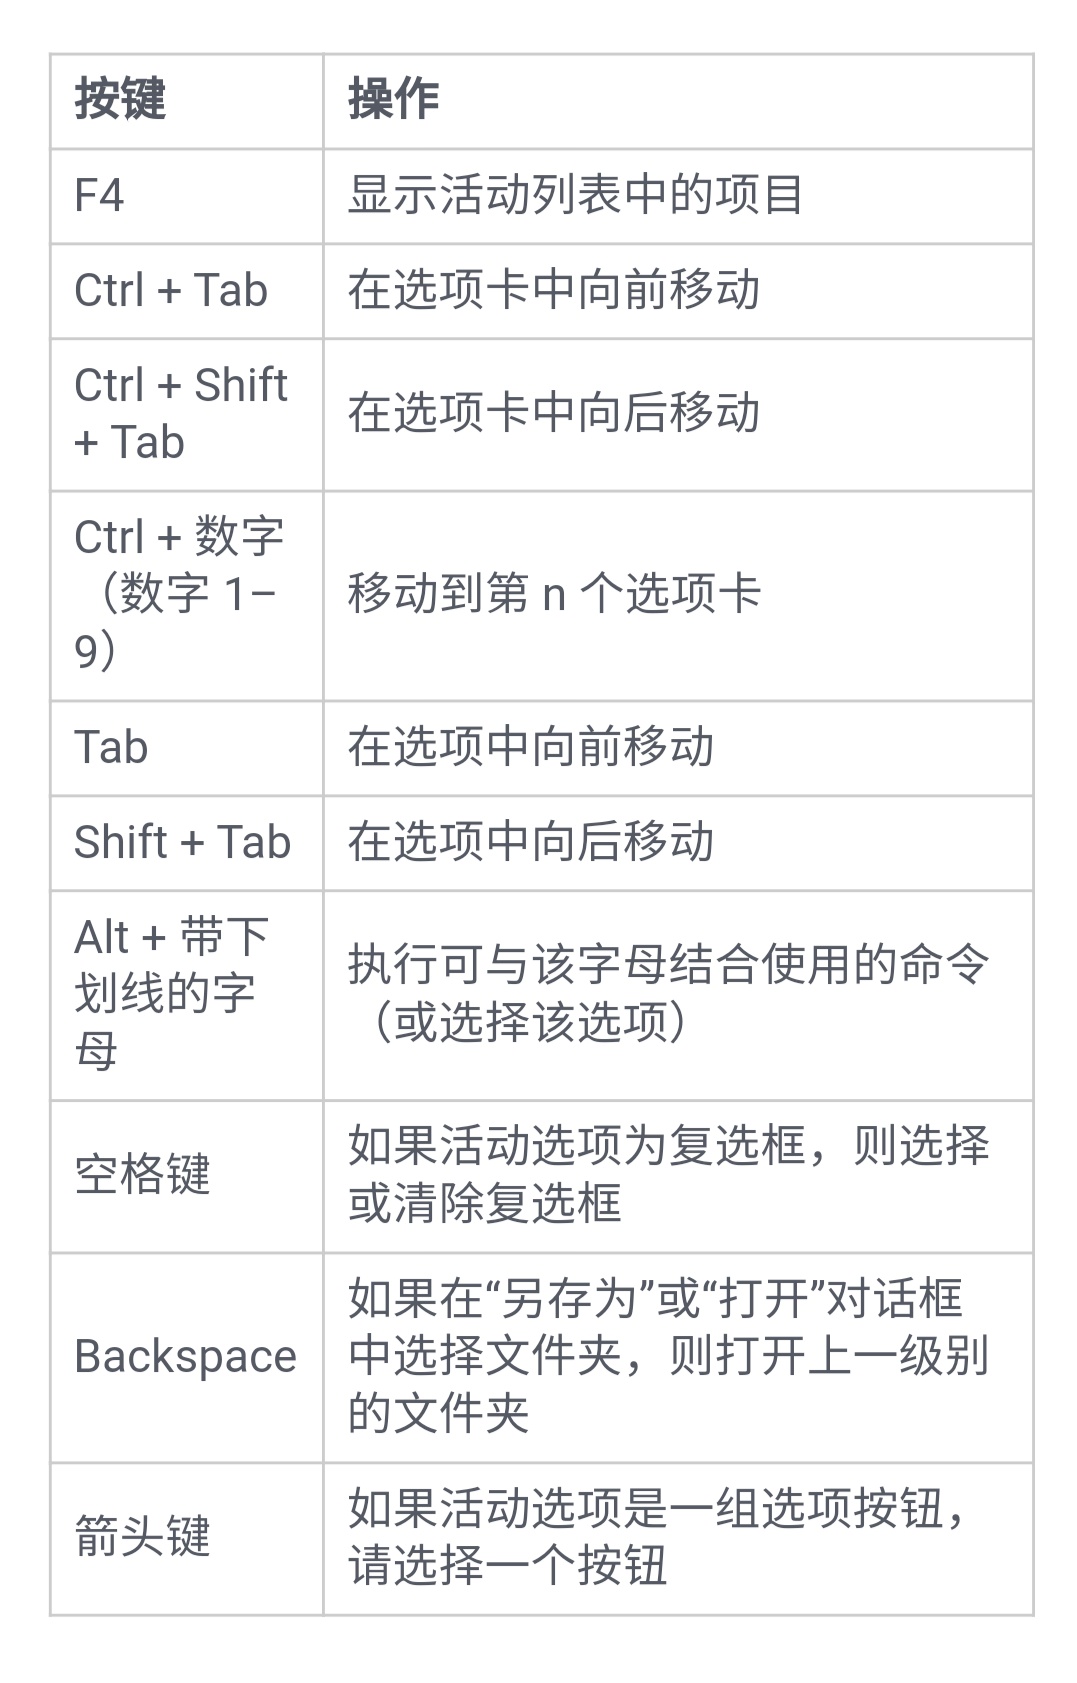 按键
操作
F4
显示活动列表中的项目
Ctrl + Tab
在选项卡中向前移动
Ctrl + Shift
+ Tab
在选项卡中向后移动
Ctrl + 数字
（数字 1–
9）
移动到第 n 个选项卡
Tab
在选项中向前移动
Shift + Tab
在选项中向后移动
Alt + 带下
划线的字
母
执行可与该字母结合使用的命令
（或选择该选项）
空格键
如果活动选项为复选框，则选择
或清除复选框
Backspace
如果在“另存为”或“打开”对话框
中选择文件夹，则打开上一级别
的文件夹
箭头键
如果活动选项是一组选项按钮，
请选择一个按钮